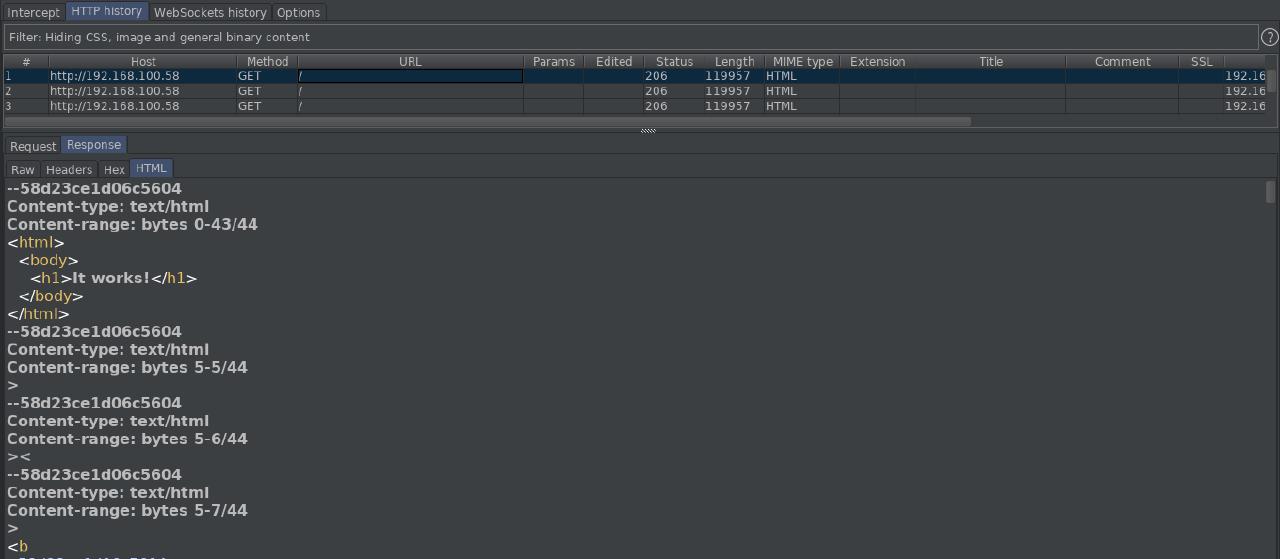 Intercept HTTP history WebSockets history Options
Filter: Hiding CSS, image and general binary content ?
# Host Method URL Params Edited Status Length MIME type Extension Title Comment SSL
1 http://192.168.100.58 GET / 206 119957 HTML 192.16
2 http://192.168.100.58 GET / 206 119957 HTML 192.16
3 http://192.168.100.58 GET / 206 119957 HTML 192.16
Request Response
Raw Headers Hex HTML
--58d23ce1d06c5604
Content-type: text/html
Content-range: bytes 0-43/44
<html>
<body>
<h1>It works!</h1>
</body>
</html>
--58d23ce1d06c5604
Content-type: text/html
Content-range: bytes 5-5/44
>
--58d23ce1d06c5604
Content-type: text/html
Content-range: bytes 5-6/44
><
--58d23ce1d06c5604
Content-type: text/html
Content-range: bytes 5-7/44
>
<b